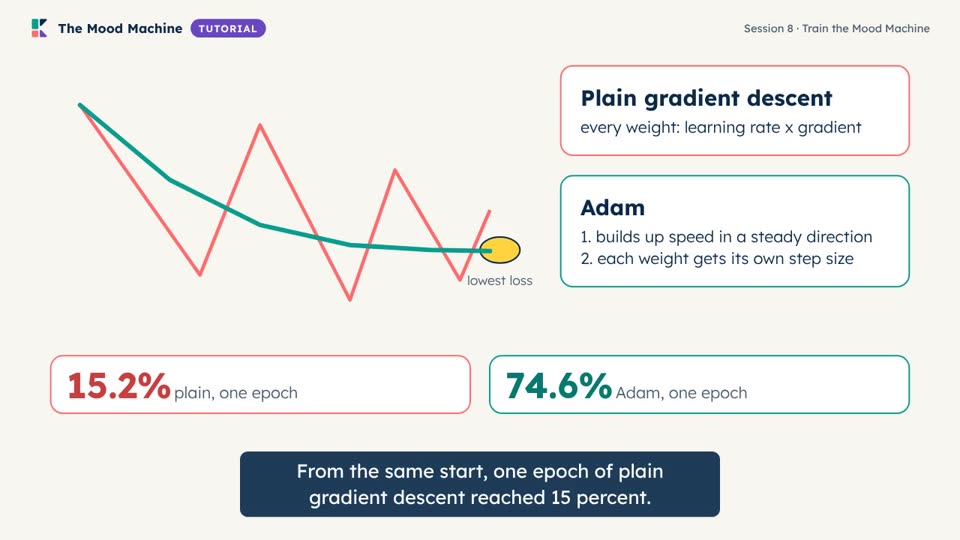 The Mood Machine TUTORIAL
Session 8 · Train the Mood Machine
Plain gradient descent
every weight: learning rate x gradient
Adam
1. builds up speed in a steady direction
2. each weight gets its own step size
lowest loss
15.2% plain, one epoch
74.6% Adam, one epoch
From the same start, one epoch of plain
gradient descent reached 15 percent.